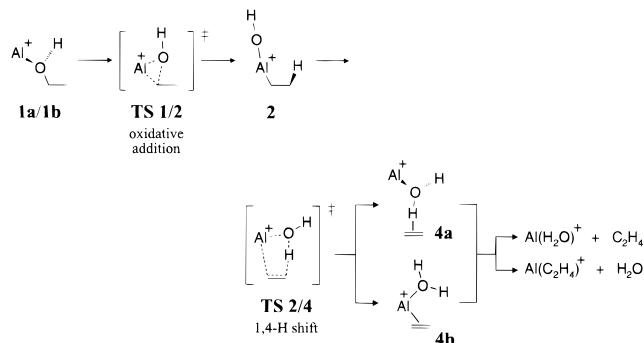 Al+ O H
Al+ OH H O ‡
H O Al+ H
1a/1b TS 1/2 2
oxidative
addition
Al+ O H H ‡
Al+ O H H 4a
Al(H2O)+ + C2H4
Al(C2H4)+ + H2O
TS 2/4
1,4-H shift
H O H Al+ 4b